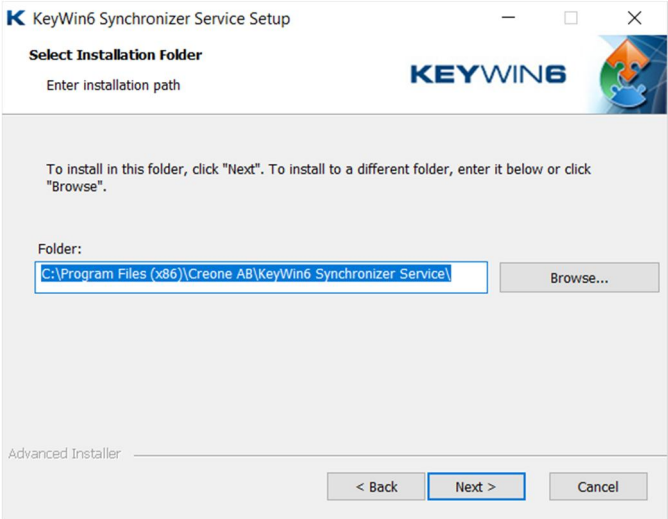 KeyWin6 Synchronizer Service Setup
Select Installation Folder
Enter installation path
KEYWIN6
To install in this folder, click "Next". To install to a different folder, enter it below or click
"Browse".
Folder:
C:\Program Files (x86)\Creone AB\KeyWin6 Synchronizer Service\
Browse...
Advanced Installer
< Back
Next >
Cancel